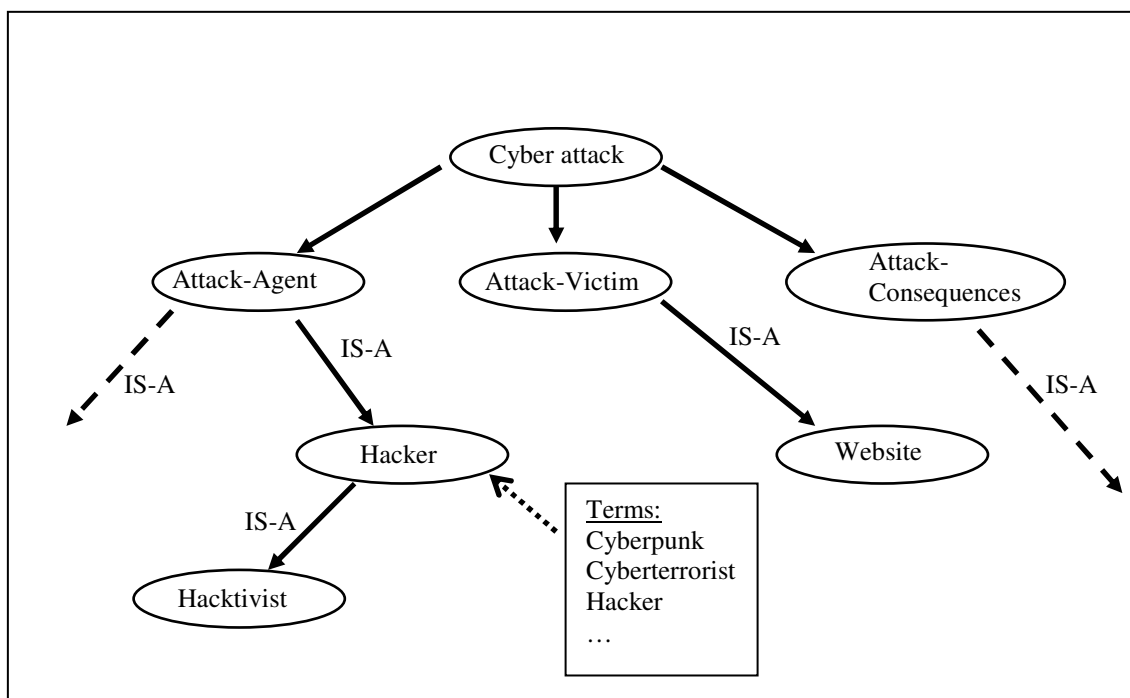 Cyber attack
Attack-Agent
Attack-Victim
Attack-
Consequences
IS-A
IS-A
IS-A
IS-A
Hacker
Website
IS-A
Terms:
Cyberpunk
Cyberterrorist
Hacker
…
Hacktivist